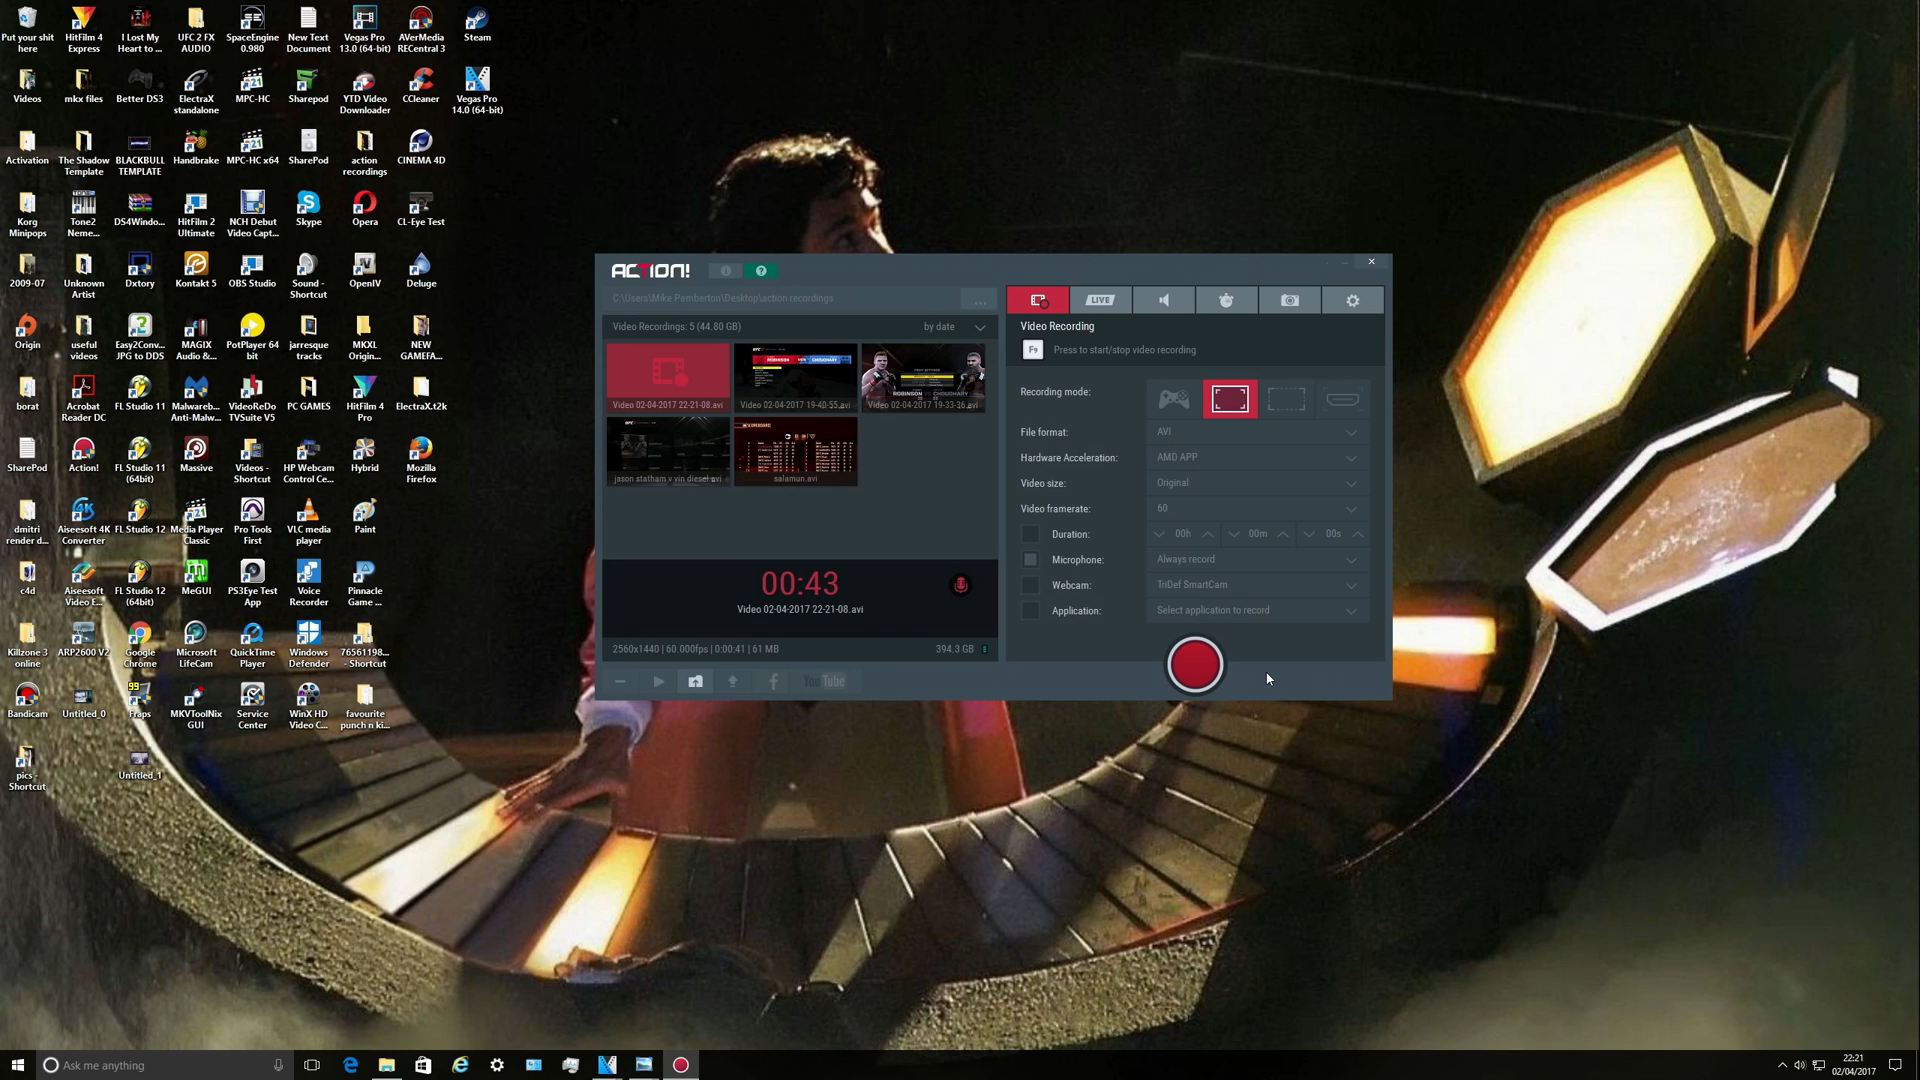 Put your shit here
HitFilm 4 Express
I Lost My Heart to ...
UFC 2 FX AUDIO
SpaceEngine 0.980
New Text Document
Vegas Pro 13.0 (64-bit)
AVerMedia RECentral 3
Steam
Videos
mkx files
Better DS3
ElectraX standalone
MPC-HC
Sharepod
YTD Video Downloader
CCleaner
Vegas Pro 14.0 (64-bit)
Activation
The Shadow Template
BLACKBULL TEMPLATE
Handbrake
MPC-HC x64
SharePod
action recordings
CINEMA 4D
Korg Minipops
Tone2 Neme...
DS4Windo...
HitFilm 2 Ultimate
NCH Debut Video Capt...
Skype
Opera
CL-Eye Test
2009-07
Unknown Artist
Dxtory
Kontakt 5
OBS Studio
Sound - Shortcut
OpenIV
Deluge
Origin
useful videos
Easy2Conv... JPG to DDS
MAGIX Audio &...
PotPlayer 64 bit
jarresque tracks
MKXL Origin...
NEW GAMEFA...
borat
Acrobat Reader DC
FL Studio 11
Malwareb... Anti-Malw...
VideoReDo TVSuite V5
PC GAMES
HitFilm 4 Pro
ElectraX.t2k
SharePod
Action!
FL Studio 11 (64bit)
Massive
Videos - Shortcut
HP Webcam Control Ce...
Hybrid
Mozilla Firefox
dmitri render d...
Aiseesoft 4K Converter
FL Studio 12
Media Player Classic
Pro Tools First
VLC media player
Paint
c4d
Aiseesoft Video E...
FL Studio 12 (64bit)
MeGUI
PS3Eye Test App
Voice Recorder
Pinnacle Game ...
Killzone 3 online
ARP2600 V2
Google Chrome
Microsoft LifeCam
QuickTime Player
Windows Defender
76561198... - Shortcut
Bandicam
Untitled_0
99
Fraps
MKVToolNix GUI
Service Center
WinX HD Video C...
favourite punch n ki...
pics - Shortcut
Untitled_1
ACTION!
?
C:\Users\Mike Pemberton\Desktop\action recordings
...
Video Recordings: 5 (44.80 GB)
by date
Video 02-04-2017 22-21-08.avi
Video 02-04-2017 19-40-55.avi
Video 02-04-2017 19-33-36.avi
ROBINSON
CHOUDHARY
jason statham v vin diesel.avi
salamun.avi
00:43
Video 02-04-2017 22-21-08.avi
2560x1440 | 60.000fps | 0:00:41 | 61 MB
394.3 GB
YouTube
LIVE
Video Recording
F9
Press to start/stop video recording
Recording mode:
File format: AVI
Hardware Acceleration: AMD APP
Video size: Original
Video framerate: 60
Duration: 00h 00m 00s
Microphone: Always record
Webcam: TriDef SmartCam
Application: Select application to record
Ask me anything
22:21
02/04/2017